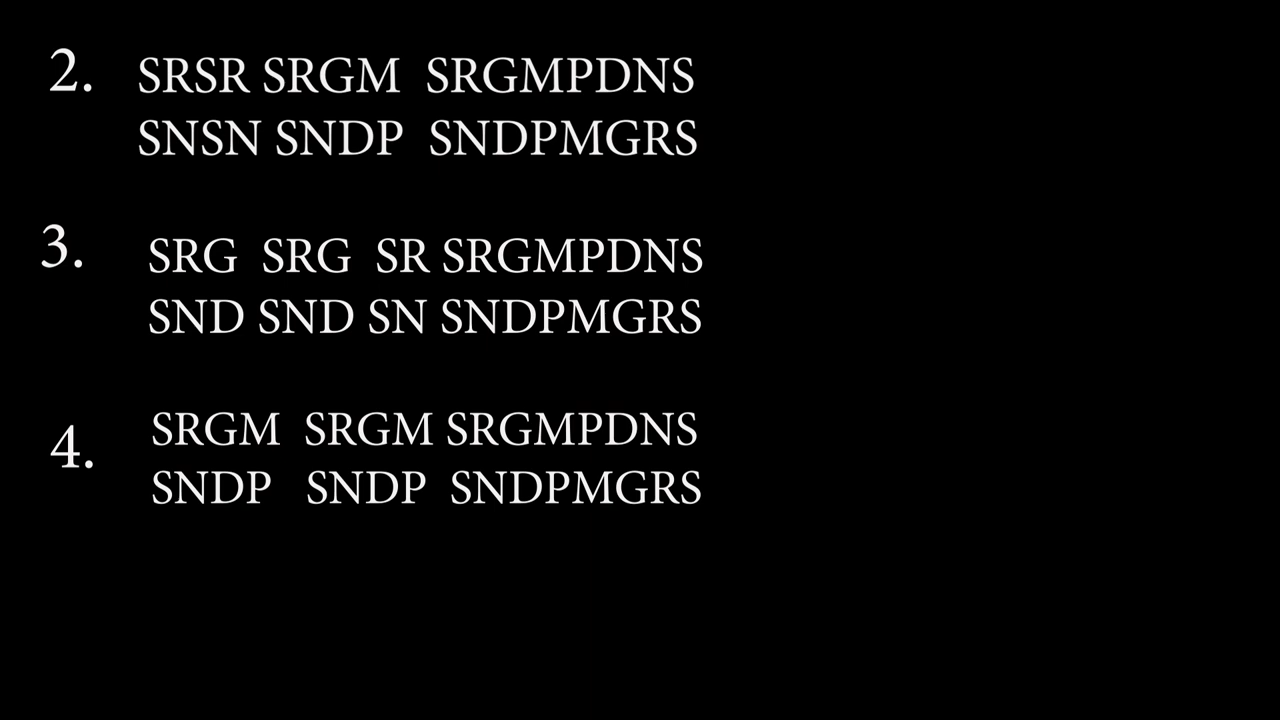 2. SRSR SRGM SRGMPDNS
SNSN SNDP SNDPMGRS
3. SRG SRG SR SRGMPDNS
SND SND SN SNDPMGRS
4. SRGM SRGM SRGMPDNS
SNDP SNDP SNDPMGRS